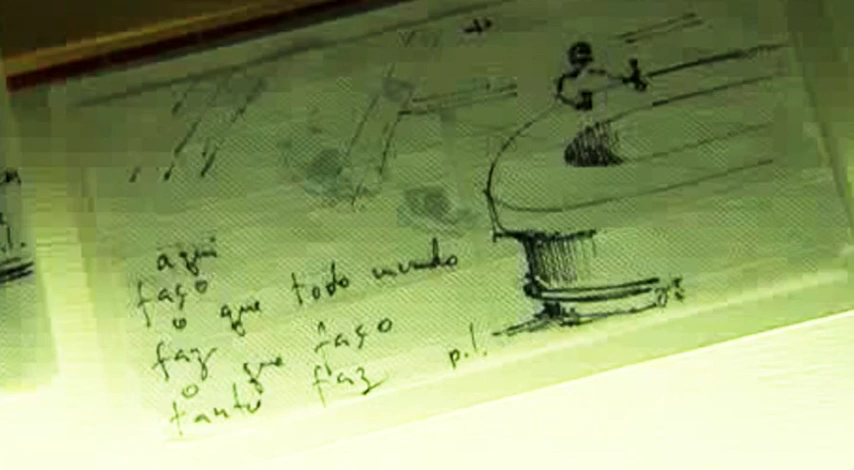 aqui
faço
o que todo mundo
faz
o que faço
tanto faz
p.l.